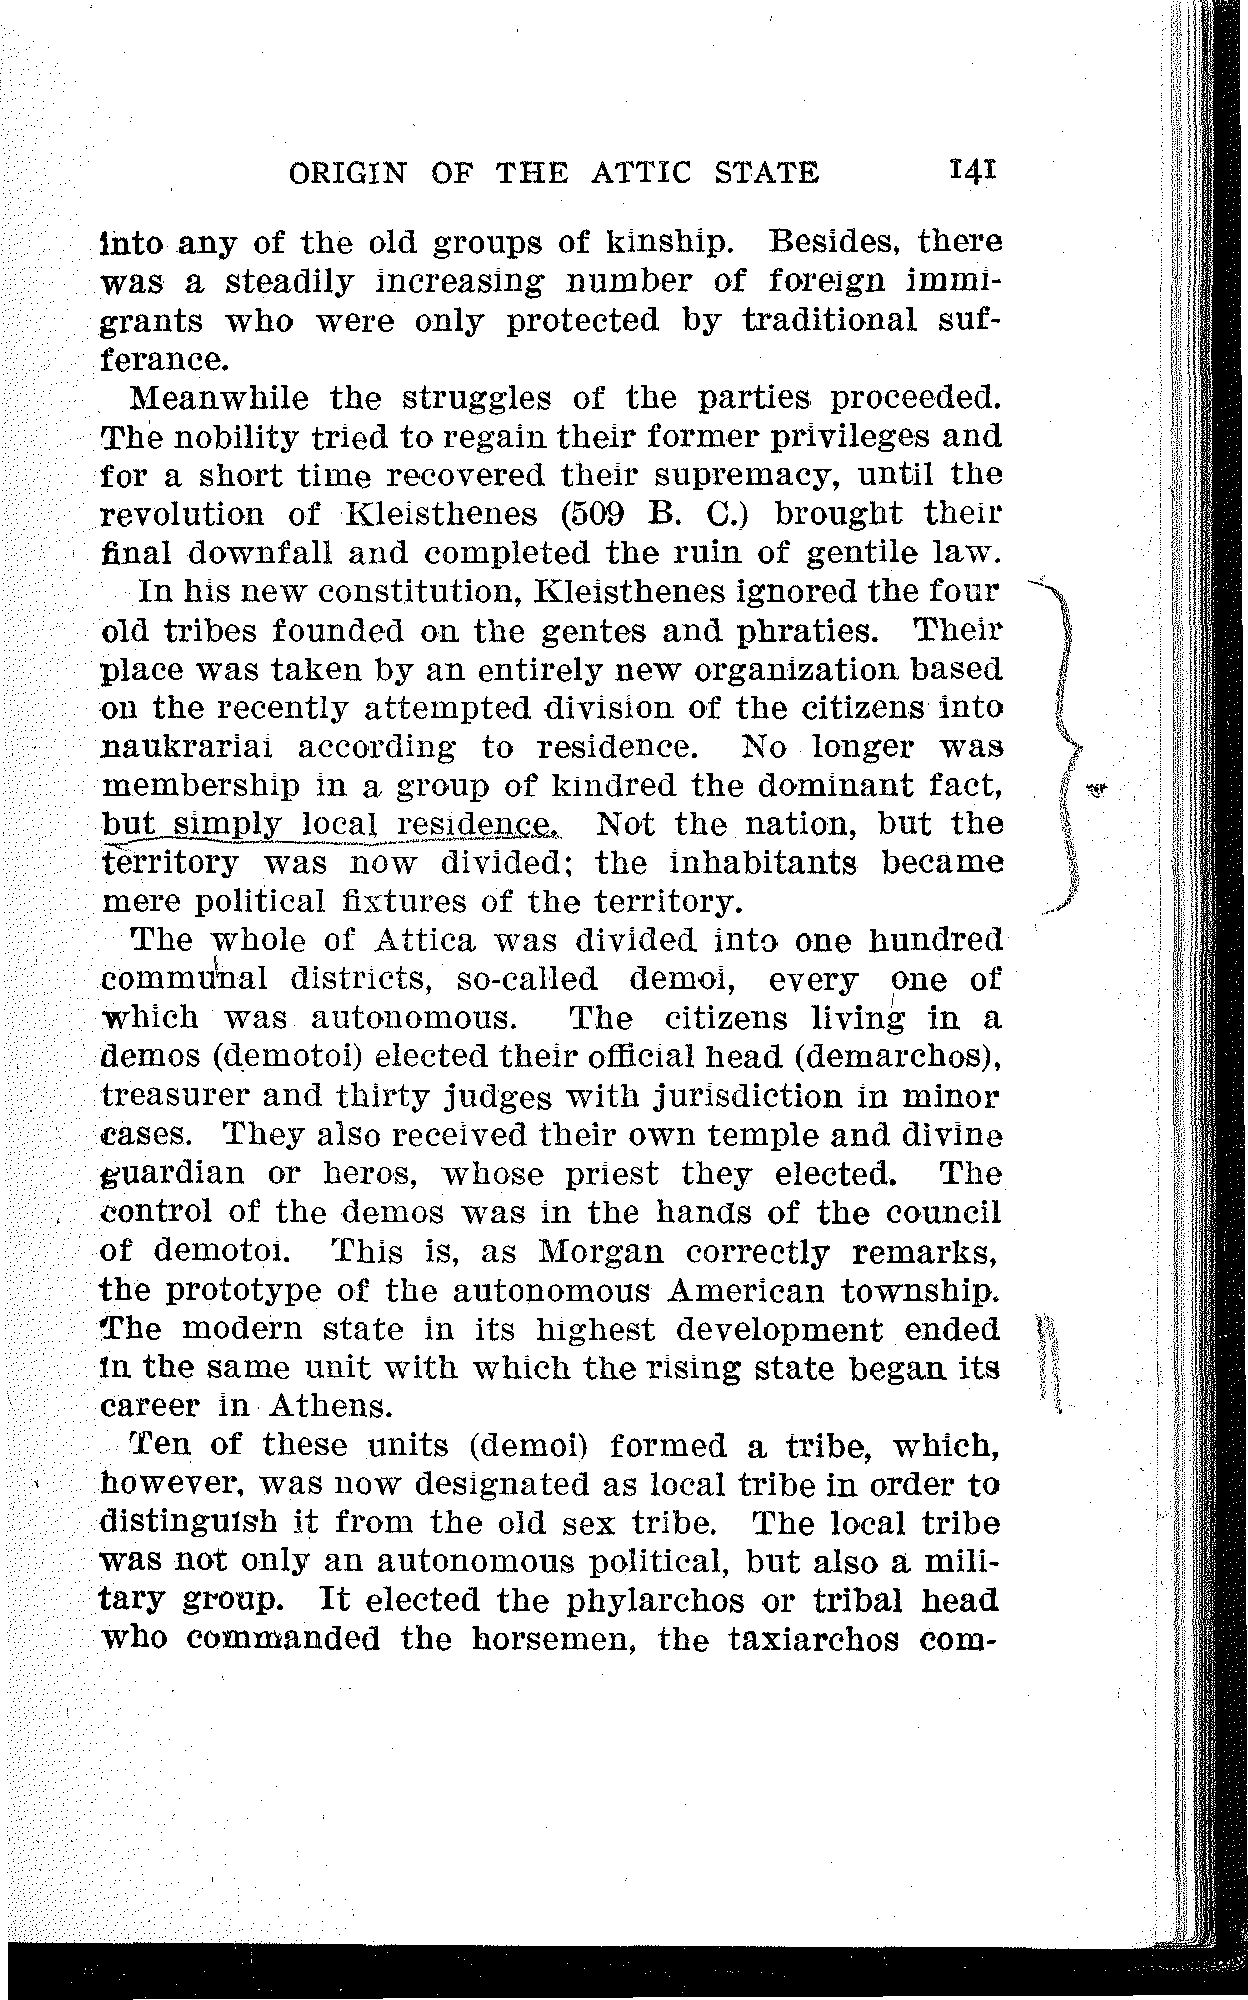 ORIGIN OF THE ATTIC STATE 141
into any of the old groups of kinship. Besides, there
was a steadily increasing number of foreign immi-
grants who were only protected by traditional suf-
ferance.
Meanwhile the struggles of the parties proceeded.
The nobility tried to regain their former privileges and
for a short time recovered their supremacy, until the
revolution of Kleisthenes (509 B. C.) brought their
final downfall and completed the ruin of gentile law.
In his new constitution, Kleisthenes ignored the four
old tribes founded on the gentes and phraties. Their
place was taken by an entirely new organization based
on the recently attempted division of the citizens into
naukrariai according to residence. No longer was
membership in a group of kindred the dominant fact,
but simply local residence. Not the nation, but the
territory was now divided; the inhabitants became
mere political fixtures of the territory.
The whole of Attica was divided into one hundred
communal districts, so-called demoi, every one of
which was autonomous. The citizens living in a
demos (demotoi) elected their official head (demarchos),
treasurer and thirty judges with jurisdiction in minor
cases. They also received their own temple and divine
guardian or heros, whose priest they elected. The
control of the demos was in the hands of the council
of demotoi. This is, as Morgan correctly remarks,
the prototype of the autonomous American township.
The modern state in its highest development ended
in the same unit with which the rising state began its
career in Athens.
Ten of these units (demoi) formed a tribe, which,
however, was now designated as local tribe in order to
distinguish it from the old sex tribe. The local tribe
was not only an autonomous political, but also a mili-
tary group. It elected the phylarchos or tribal head
who commanded the horsemen, the taxiarchos com-